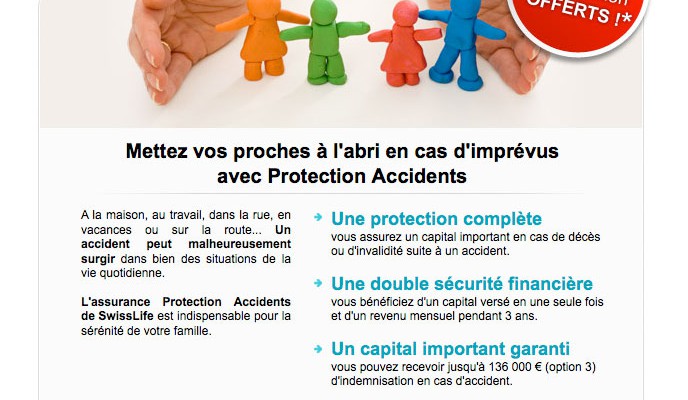 OFFERTS !*
Mettez vos proches à l'abri en cas d'imprévus
avec Protection Accidents
A la maison, au travail, dans la rue, en
vacances ou sur la route... Un
accident peut malheureusement
surgir dans bien des situations de la
vie quotidienne.
L'assurance Protection Accidents
de SwissLife est indispensable pour la
sérénité de votre famille.
Une protection complète
vous assurez un capital important en cas de décès
ou d'invalidité suite à un accident.
Une double sécurité financière
vous bénéficiez d'un capital versé en une seule fois
et d'un revenu mensuel pendant 3 ans.
Un capital important garanti
vous pouvez recevoir jusqu'à 136 000 € (option 3)
d'indemnisation en cas d'accident.